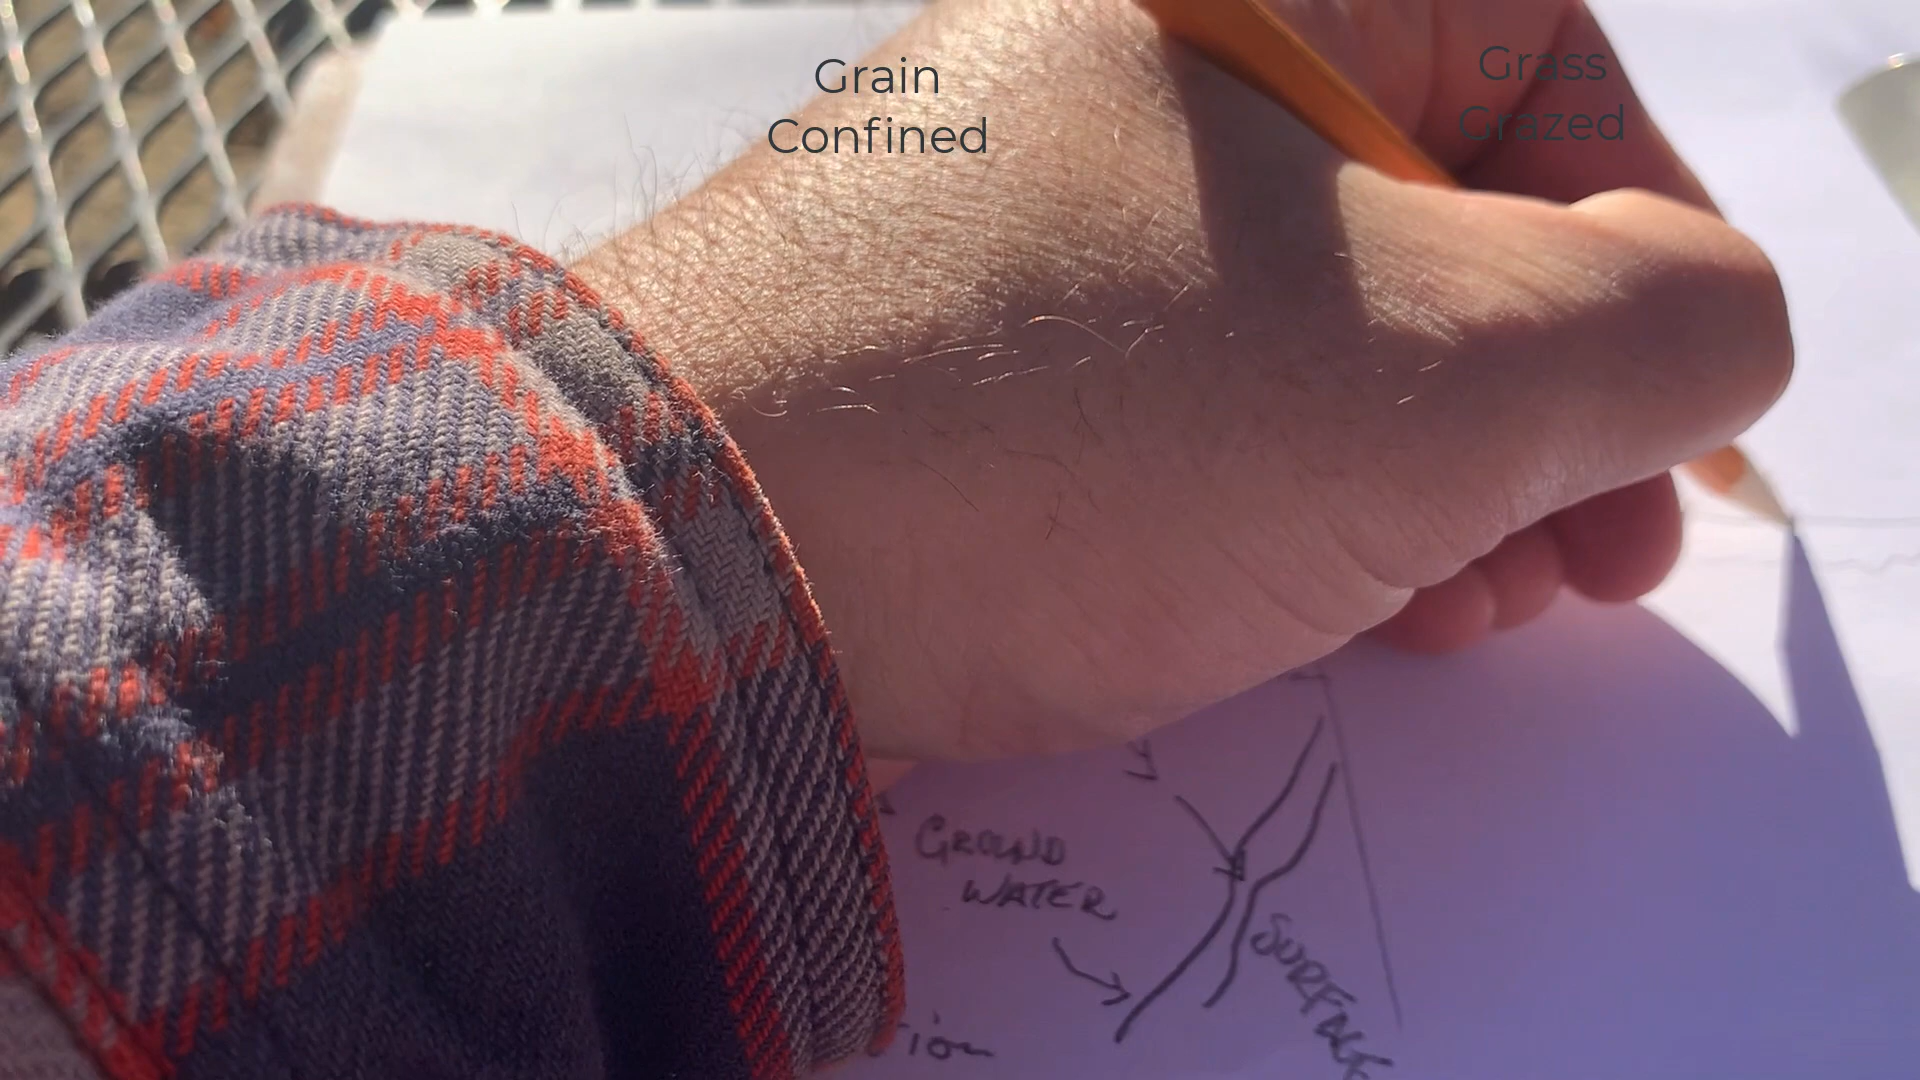 Grain
Confined
Grass
Grazed
GROUND
WATER
SURFACE